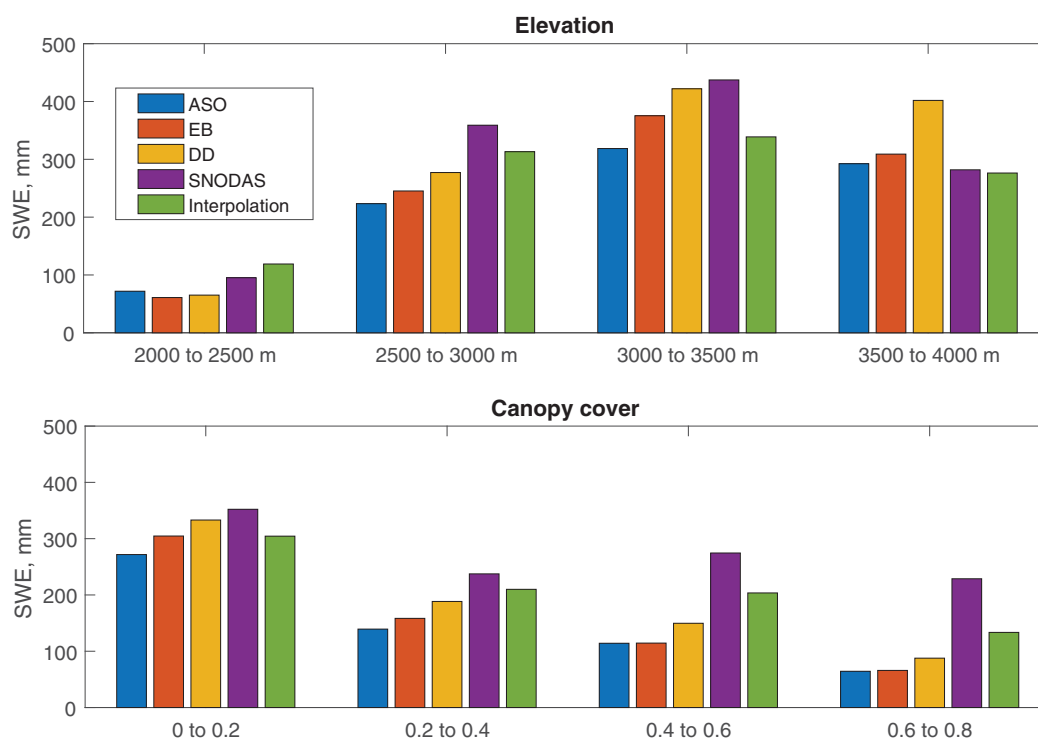 Elevation
500
400
300
200
100
0
SWE, mm
ASO
EB
DD
SNODAS
Interpolation
2000 to 2500 m
2500 to 3000 m
3000 to 3500 m
3500 to 4000 m
Canopy cover
500
400
300
200
100
0
SWE, mm
0 to 0.2
0.2 to 0.4
0.4 to 0.6
0.6 to 0.8